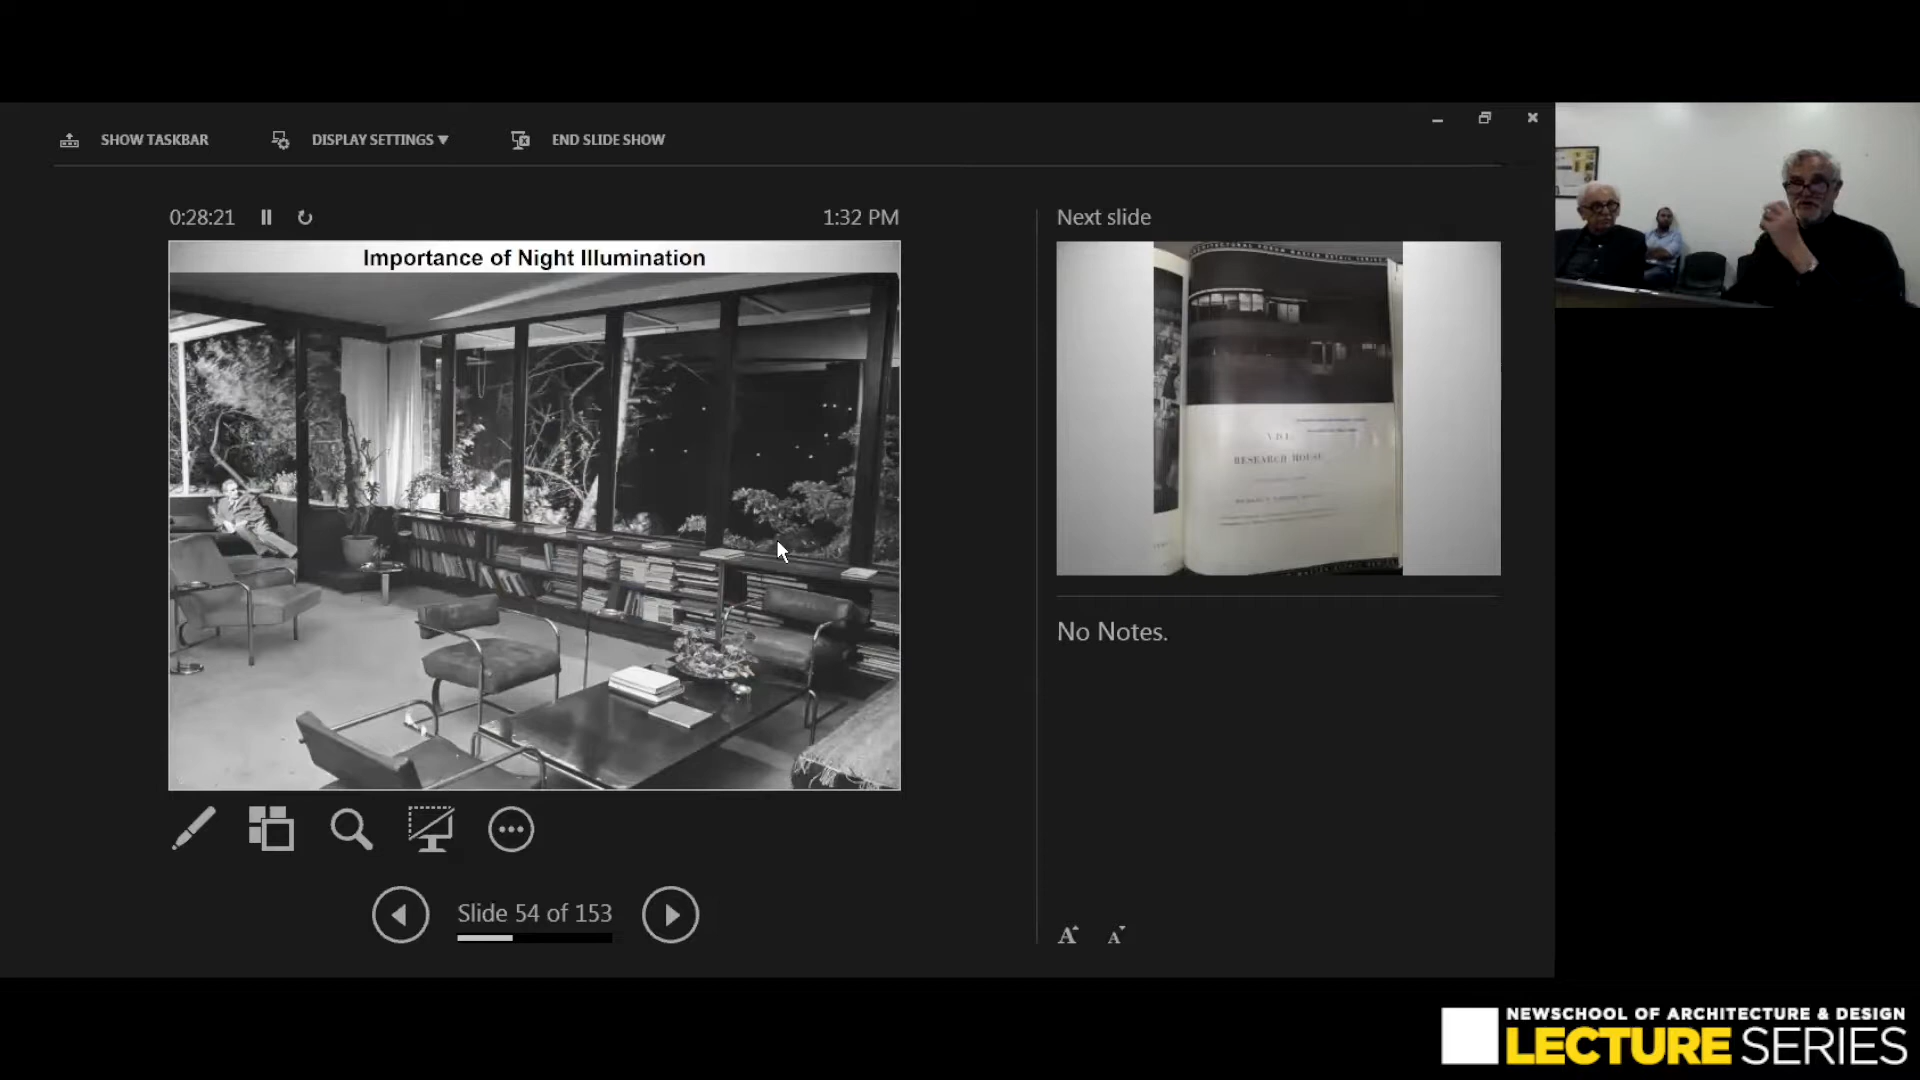 SHOW TASKBAR
DISPLAY SETTINGS ▼
END SLIDE SHOW
0:28:21
1:32 PM
Importance of Night Illumination
Slide 54 of 153
Next slide
V.D.L.
RESEARCH HOUSE
No Notes.
A A
NEWSCHOOL OF ARCHITECTURE & DESIGN
LECTURE SERIES